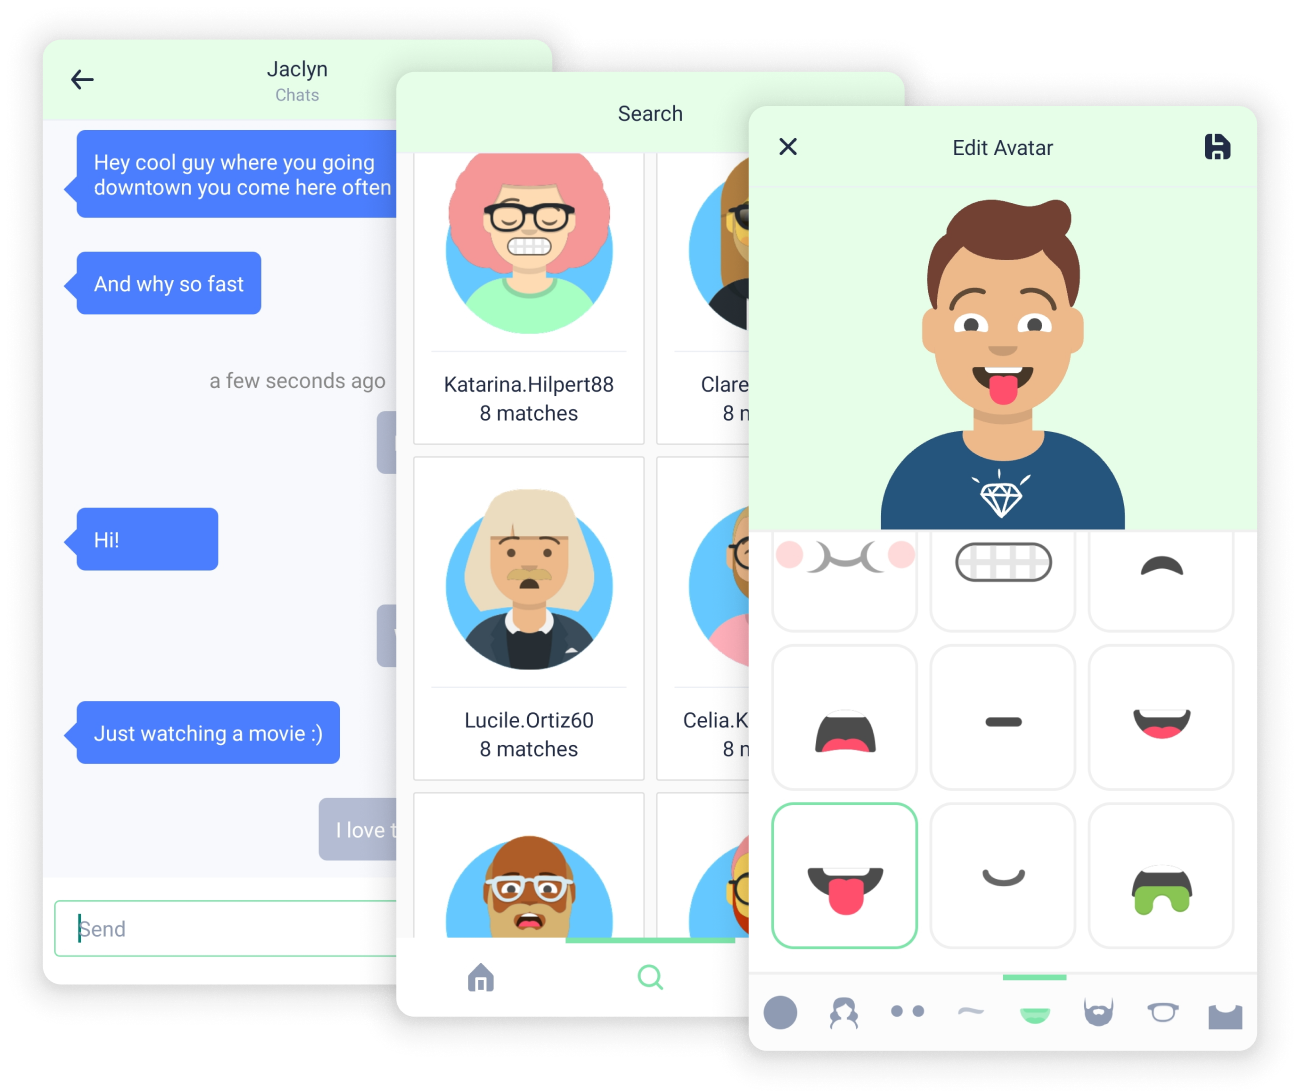 Jaclyn
Chats
Hey cool guy where you going
downtown you come here often
And why so fast
a few seconds ago
Hi!
Just watching a movie :)
I love
Send
Search
Katarina.Hilpert88
8 matches
Clare
8
Lucile.Ortiz60
8 matches
Celia.K
8
Edit Avatar